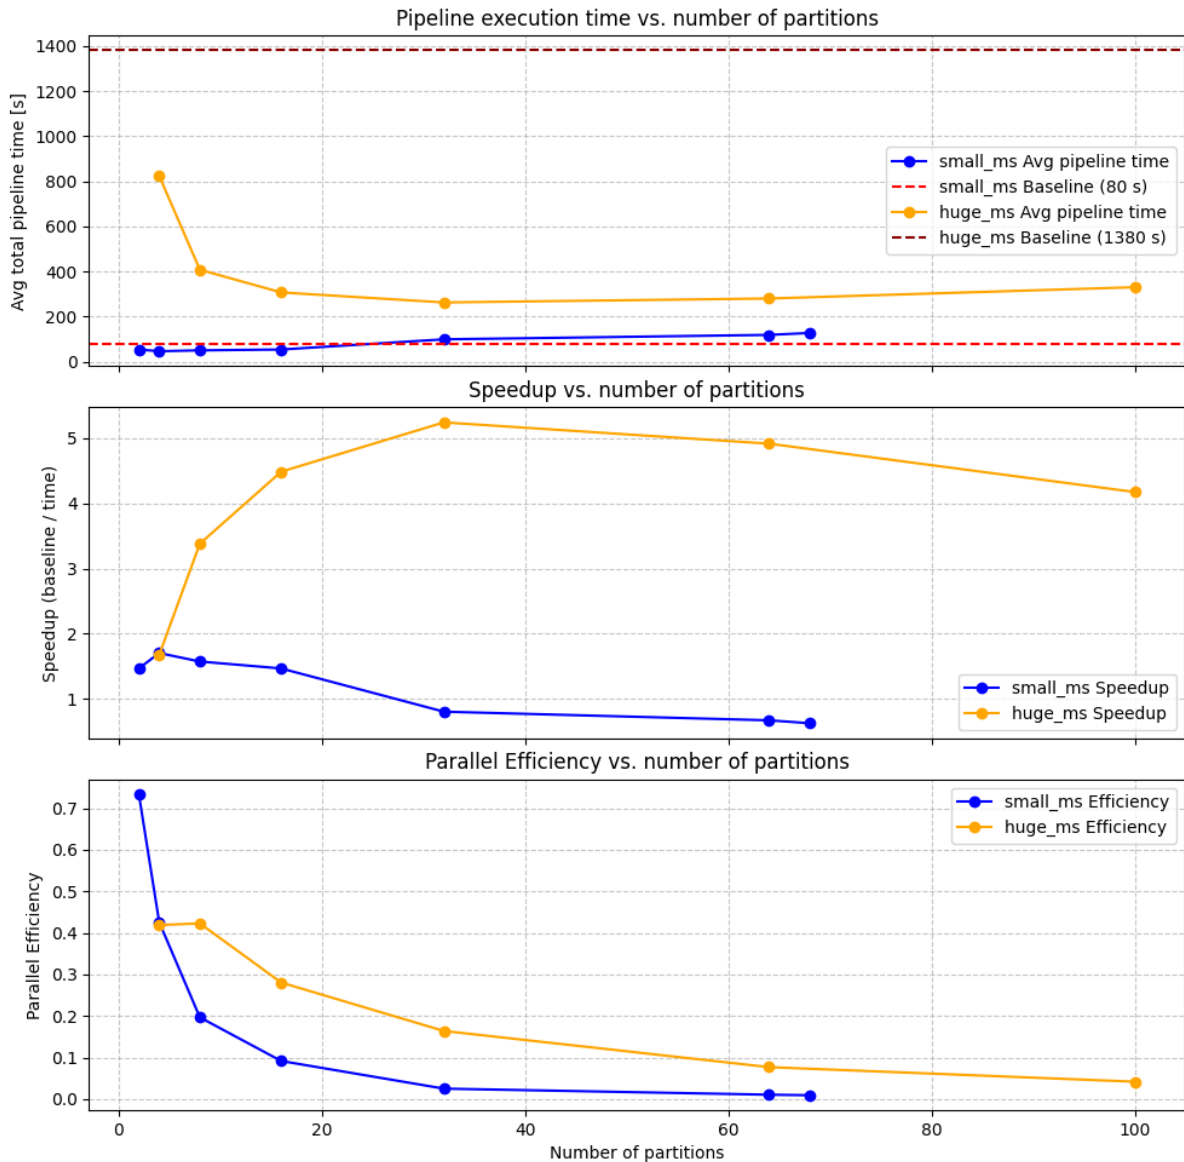 Pipeline execution time vs. number of partitions
Avg total pipeline time [s]
1400
1200
1000
800
600
400
200
0
small_ms Avg pipeline time
small_ms Baseline (80 s)
huge_ms Avg pipeline time
huge_ms Baseline (1380 s)
Speedup vs. number of partitions
Speedup (baseline / time)
5
4
3
2
1
small_ms Speedup
huge_ms Speedup
Parallel Efficiency vs. number of partitions
Parallel Efficiency
0.7
0.6
0.5
0.4
0.3
0.2
0.1
0.0
small_ms Efficiency
huge_ms Efficiency
0 20 40 60 80 100
Number of partitions